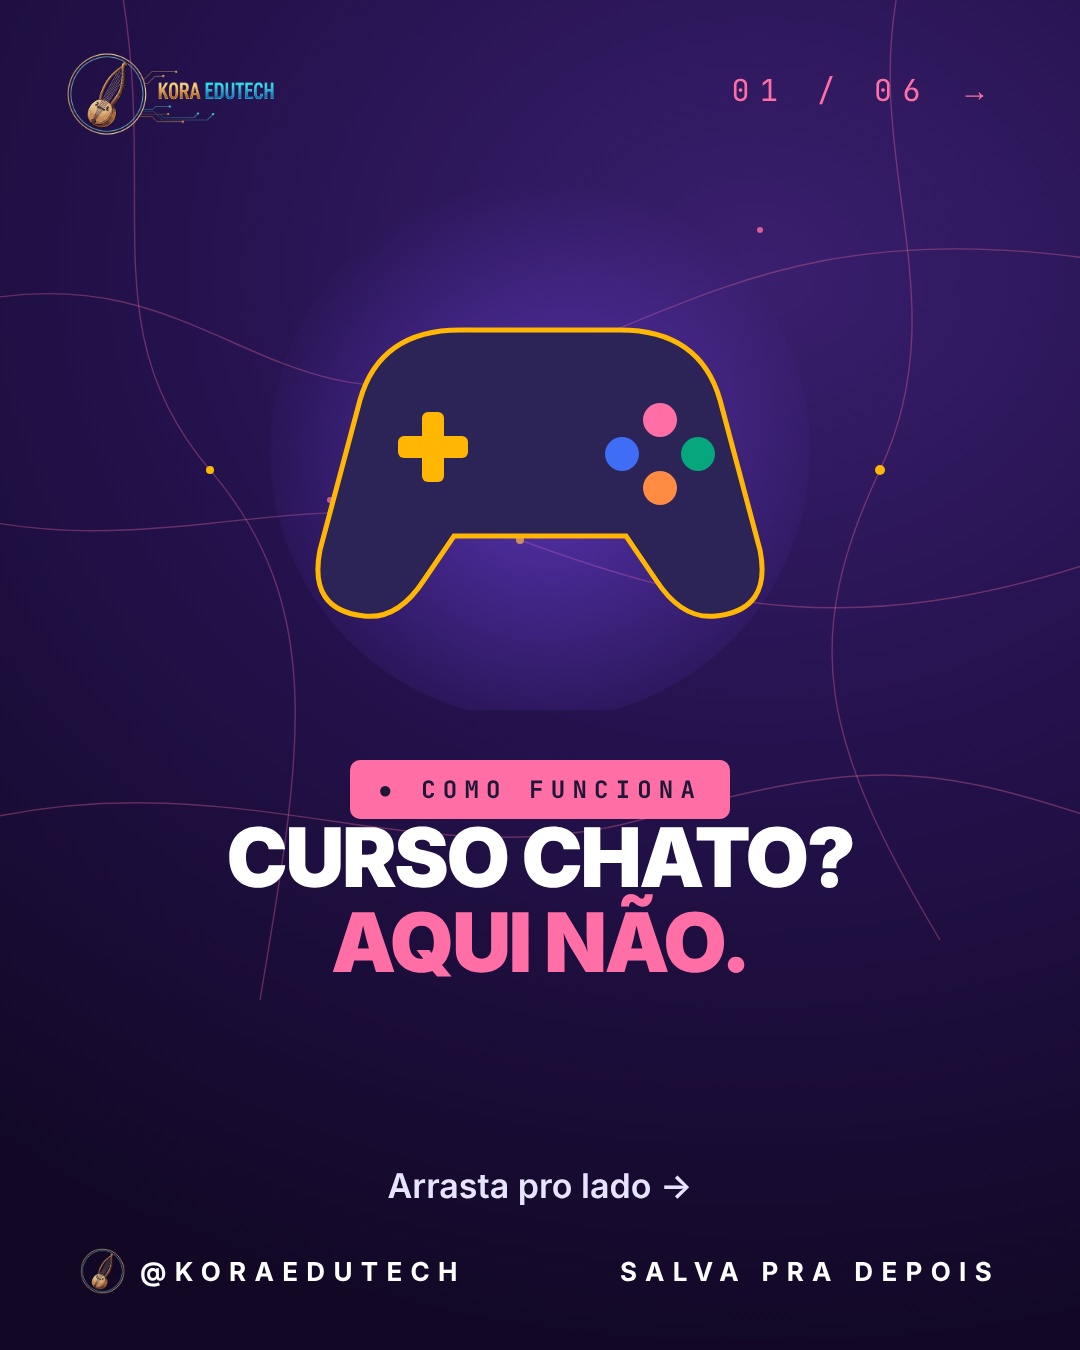 KORA EDUTECH
01 / 06 →
• COMO FUNCIONA
CURSO CHATO?
AQUI NÃO.
Arrasta pro lado →
@KORAEDUTECH
SALVA PRA DEPOIS